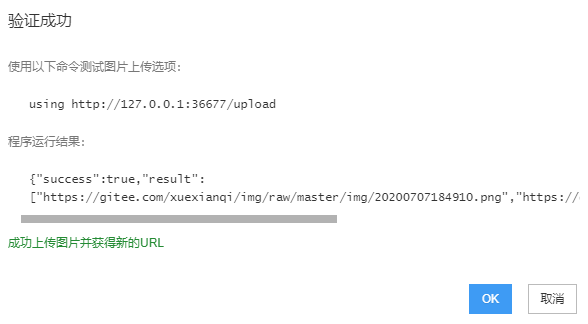 验证成功
使用以下命令测试图片上传选项:
using http://127.0.0.1:36677/upload
程序运行结果:
{"success":true,"result":
["https://gitee.com/xuexianqi/img/raw/master/img/20200707184910.png","https://
成功上传图片并获得新的URL
OK 取消